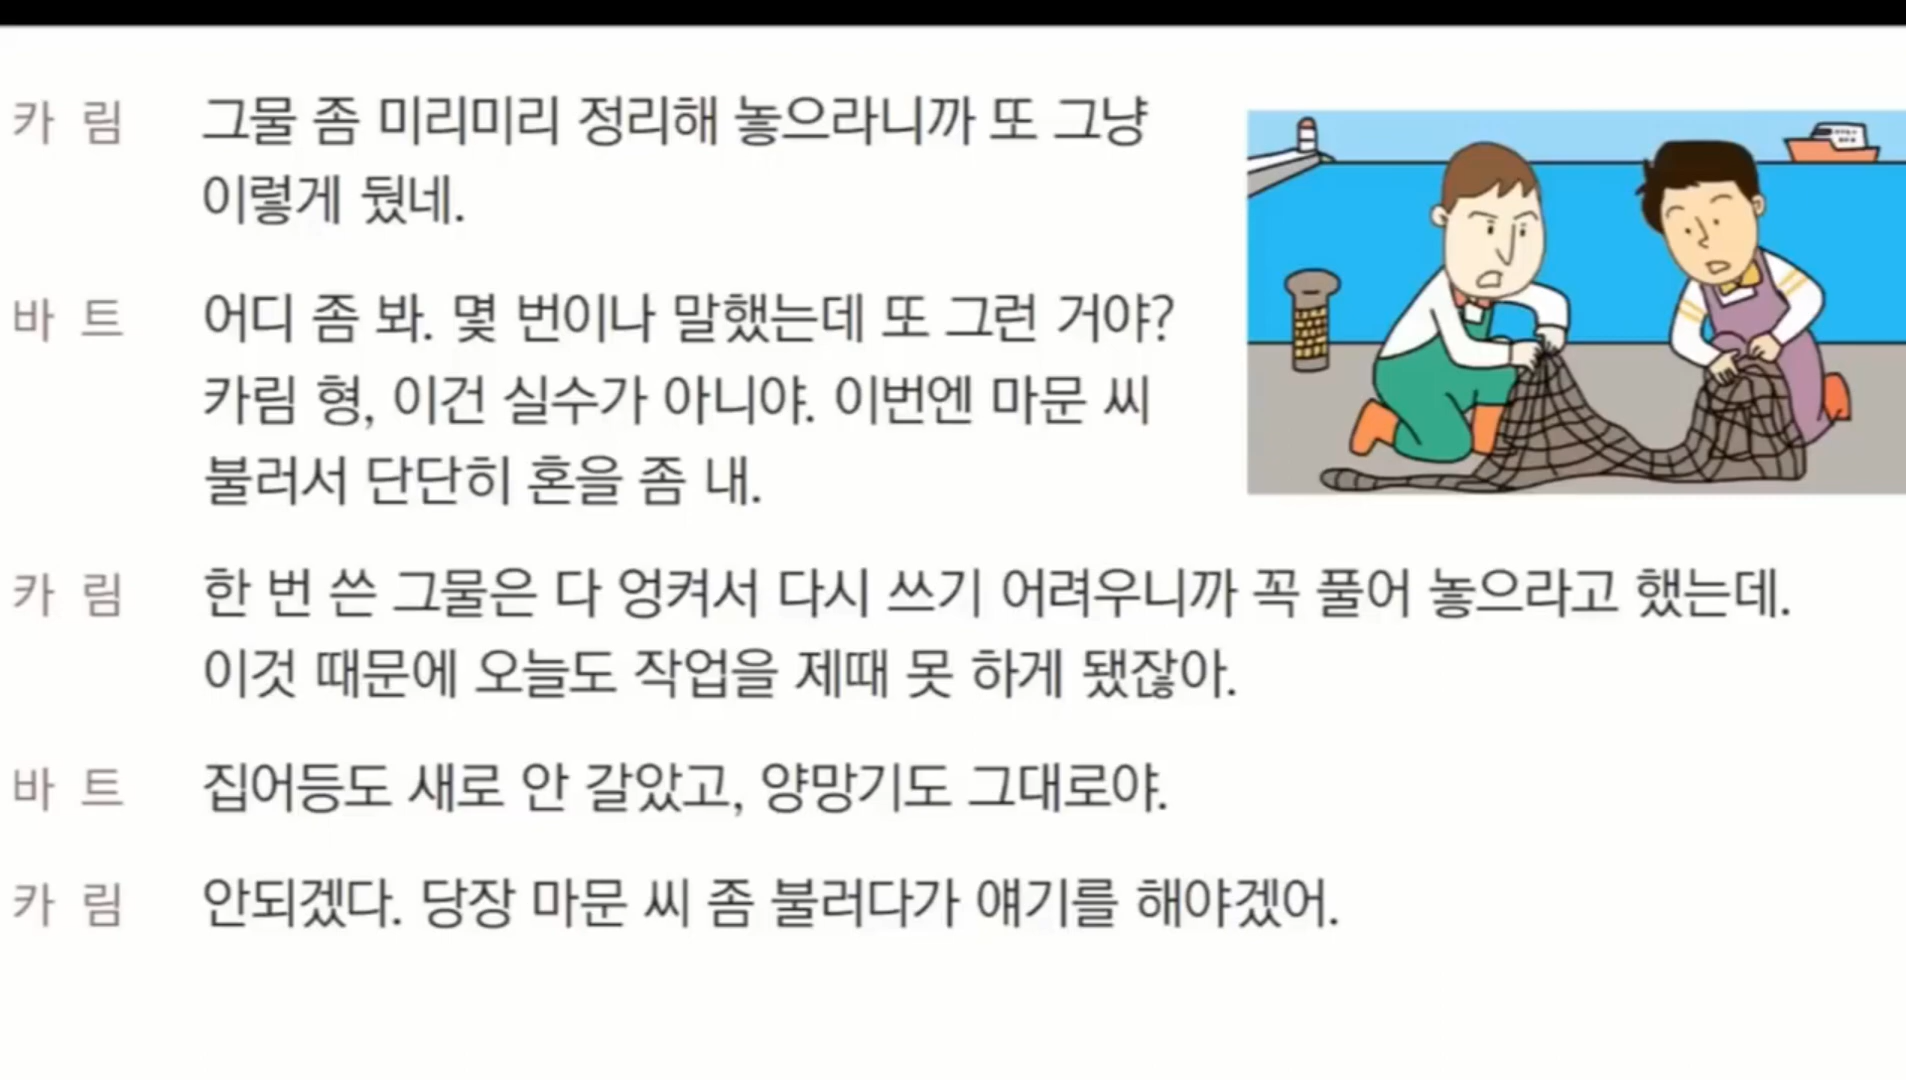 카 림 그물 좀 미리미리 정리해 놓으라니까 또 그냥
이렇게 뒀네.
바 트 어디 좀 봐. 몇 번이나 말했는데 또 그런 거야?
카림 형, 이건 실수가 아니야. 이번엔 마문 씨
불러서 단단히 혼을 좀 내.
카 림 한 번 쓴 그물은 다 엉켜서 다시 쓰기 어려우니까 꼭 풀어 놓으라고 했는데.
이것 때문에 오늘도 작업을 제때 못 하게 됐잖아.
바 트 집어등도 새로 안 갈았고, 양망기도 그대로야.
카 림 안되겠다. 당장 마문 씨 좀 불러다가 얘기를 해야겠어.